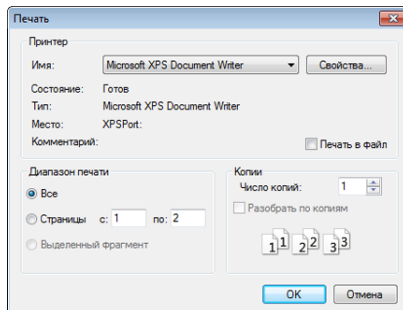 Печать
Принтер
Имя: Microsoft XPS Document Writer Свойства...
Состояние: Готов
Тип: Microsoft XPS Document Writer
Место: XPSPort:
Комментарий: Печать в файл
Диапазон печати
Все
Страницы с: 1 по: 2
Выделенный фрагмент
Копии
Число копий: 1
Разобрать по копиям
1 1 2 2 3 3
OK Отмена